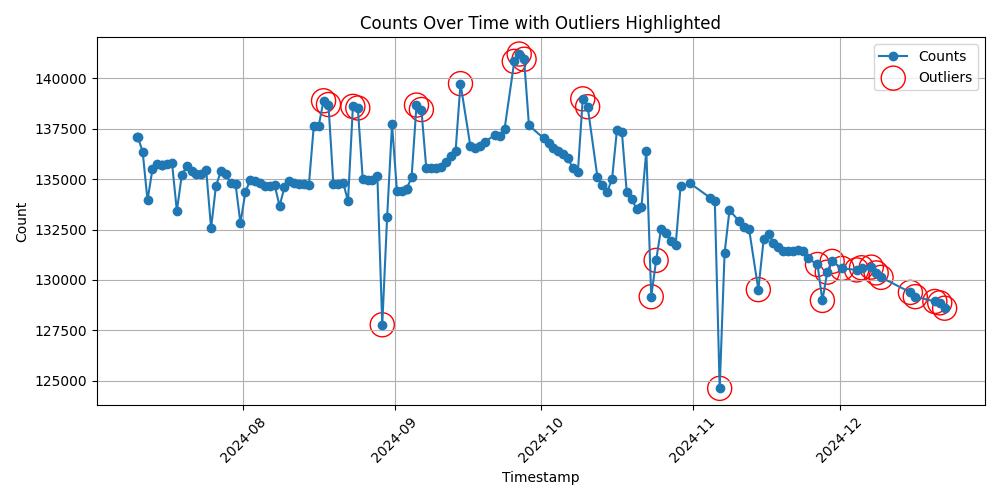 Counts Over Time with Outliers Highlighted
Counts
Outliers
140000
137500
135000
132500
130000
127500
125000
Count
2024-08
2024-09
2024-10
2024-11
2024-12
Timestamp